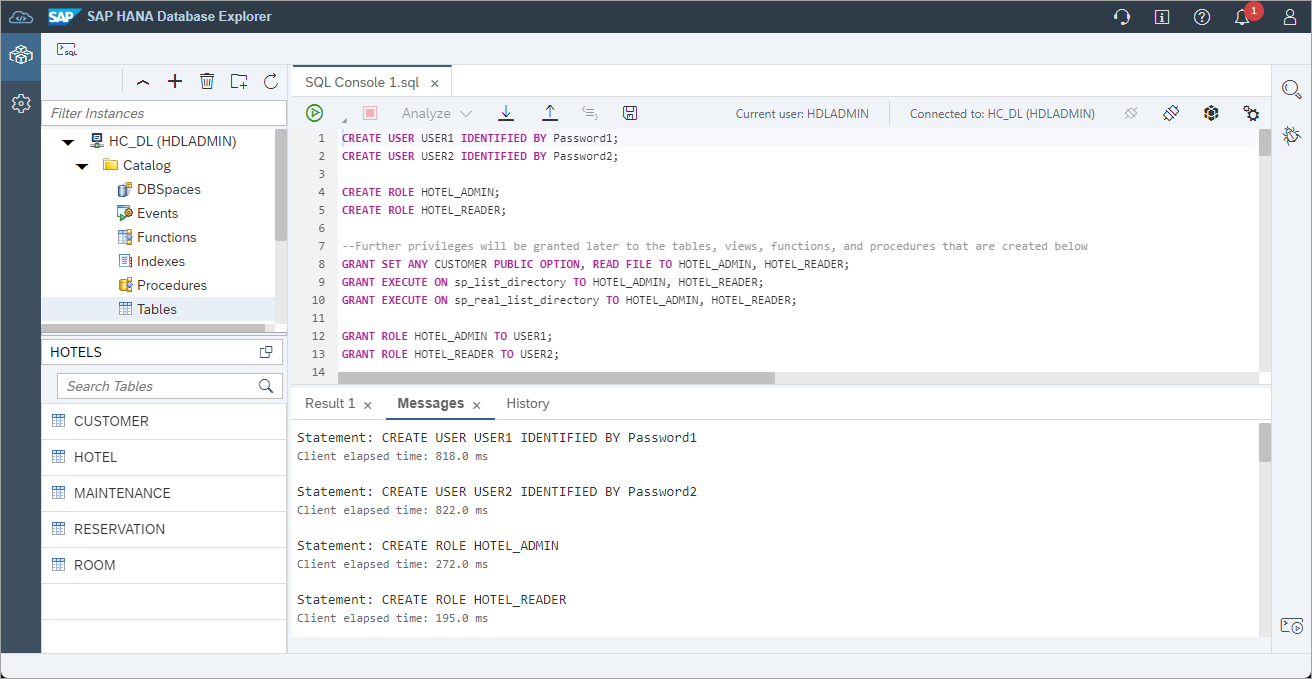 SAP SAP HANA Database Explorer
1
SQL
SQL Console 1.sql ×
Filter Instances
HC_DL (HDLADMIN)
Catalog
DBSpaces
Events
Functions
Indexes
Procedures
Tables
HOTELS
Search Tables
CUSTOMER
HOTEL
MAINTENANCE
RESERVATION
ROOM
Analyze Current user: HDLADMIN Connected to: HC_DL (HDLADMIN)
1 CREATE USER USER1 IDENTIFIED BY Password1;
2 CREATE USER USER2 IDENTIFIED BY Password2;
3
4 CREATE ROLE HOTEL_ADMIN;
5 CREATE ROLE HOTEL_READER;
6
7 --Further privileges will be granted later to the tables, views, functions, and procedures that are created below
8 GRANT SET ANY CUSTOMER PUBLIC OPTION, READ FILE TO HOTEL_ADMIN, HOTEL_READER;
9 GRANT EXECUTE ON sp_list_directory TO HOTEL_ADMIN, HOTEL_READER;
10 GRANT EXECUTE ON sp_real_list_directory TO HOTEL_ADMIN, HOTEL_READER;
11
12 GRANT ROLE HOTEL_ADMIN TO USER1;
13 GRANT ROLE HOTEL_READER TO USER2;
14
Result 1 × Messages × History
Statement: CREATE USER USER1 IDENTIFIED BY Password1
Client elapsed time: 818.0 ms
Statement: CREATE USER USER2 IDENTIFIED BY Password2
Client elapsed time: 822.0 ms
Statement: CREATE ROLE HOTEL_ADMIN
Client elapsed time: 272.0 ms
Statement: CREATE ROLE HOTEL_READER
Client elapsed time: 195.0 ms